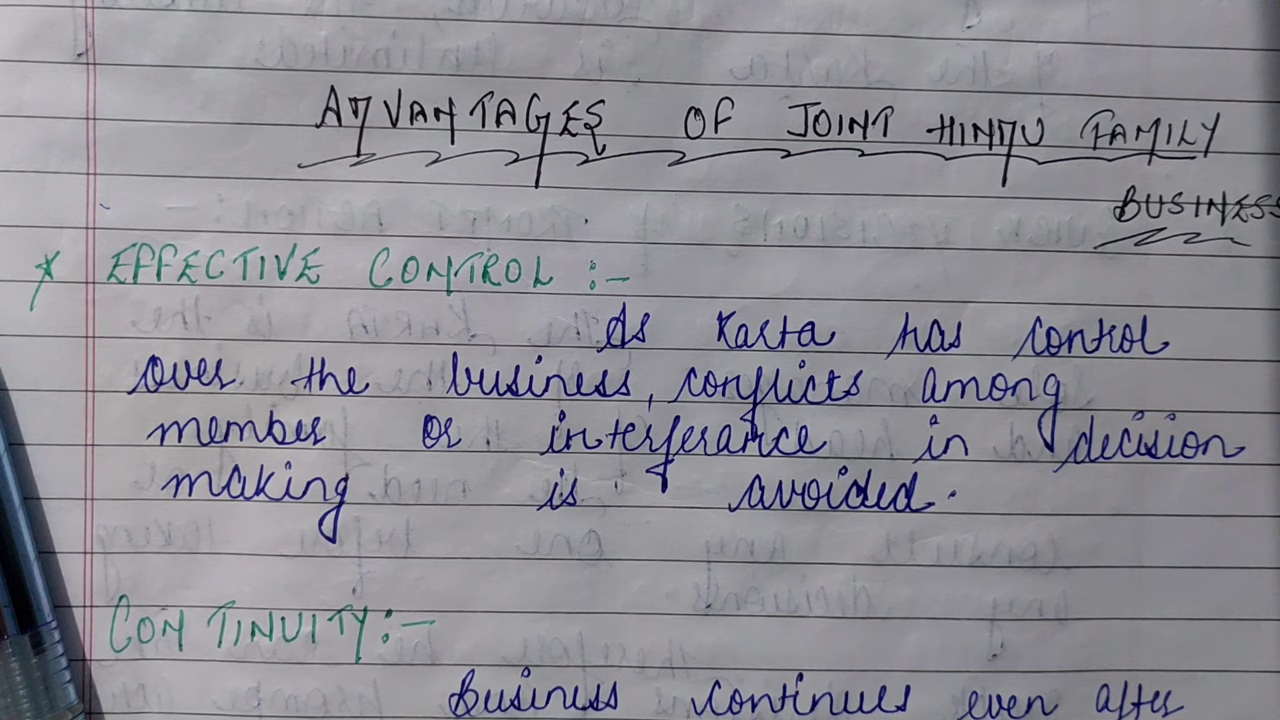 ADVANTAGES OF JOINT HINDU FAMILY
BUSINESS
* EFFECTIVE CONTROL :-
As Karta has control
over the business, conflicts among
member or interferance in decision
making is avoided.
CONTINUITY :-
Business continues even after